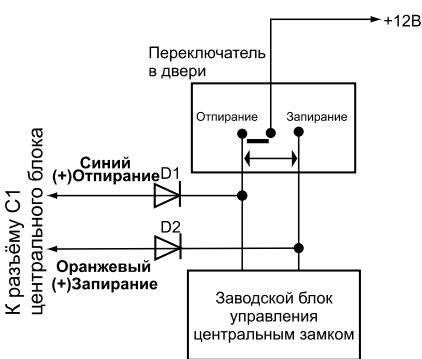 +12В
Переключатель
в двери
Отпирание
Запирание
Синий
(+)Отпирание
D1
D2
Оранжевый
(+)Запирание
К разъёму С1
центрального блока
Заводской блок
управления
центральным замком